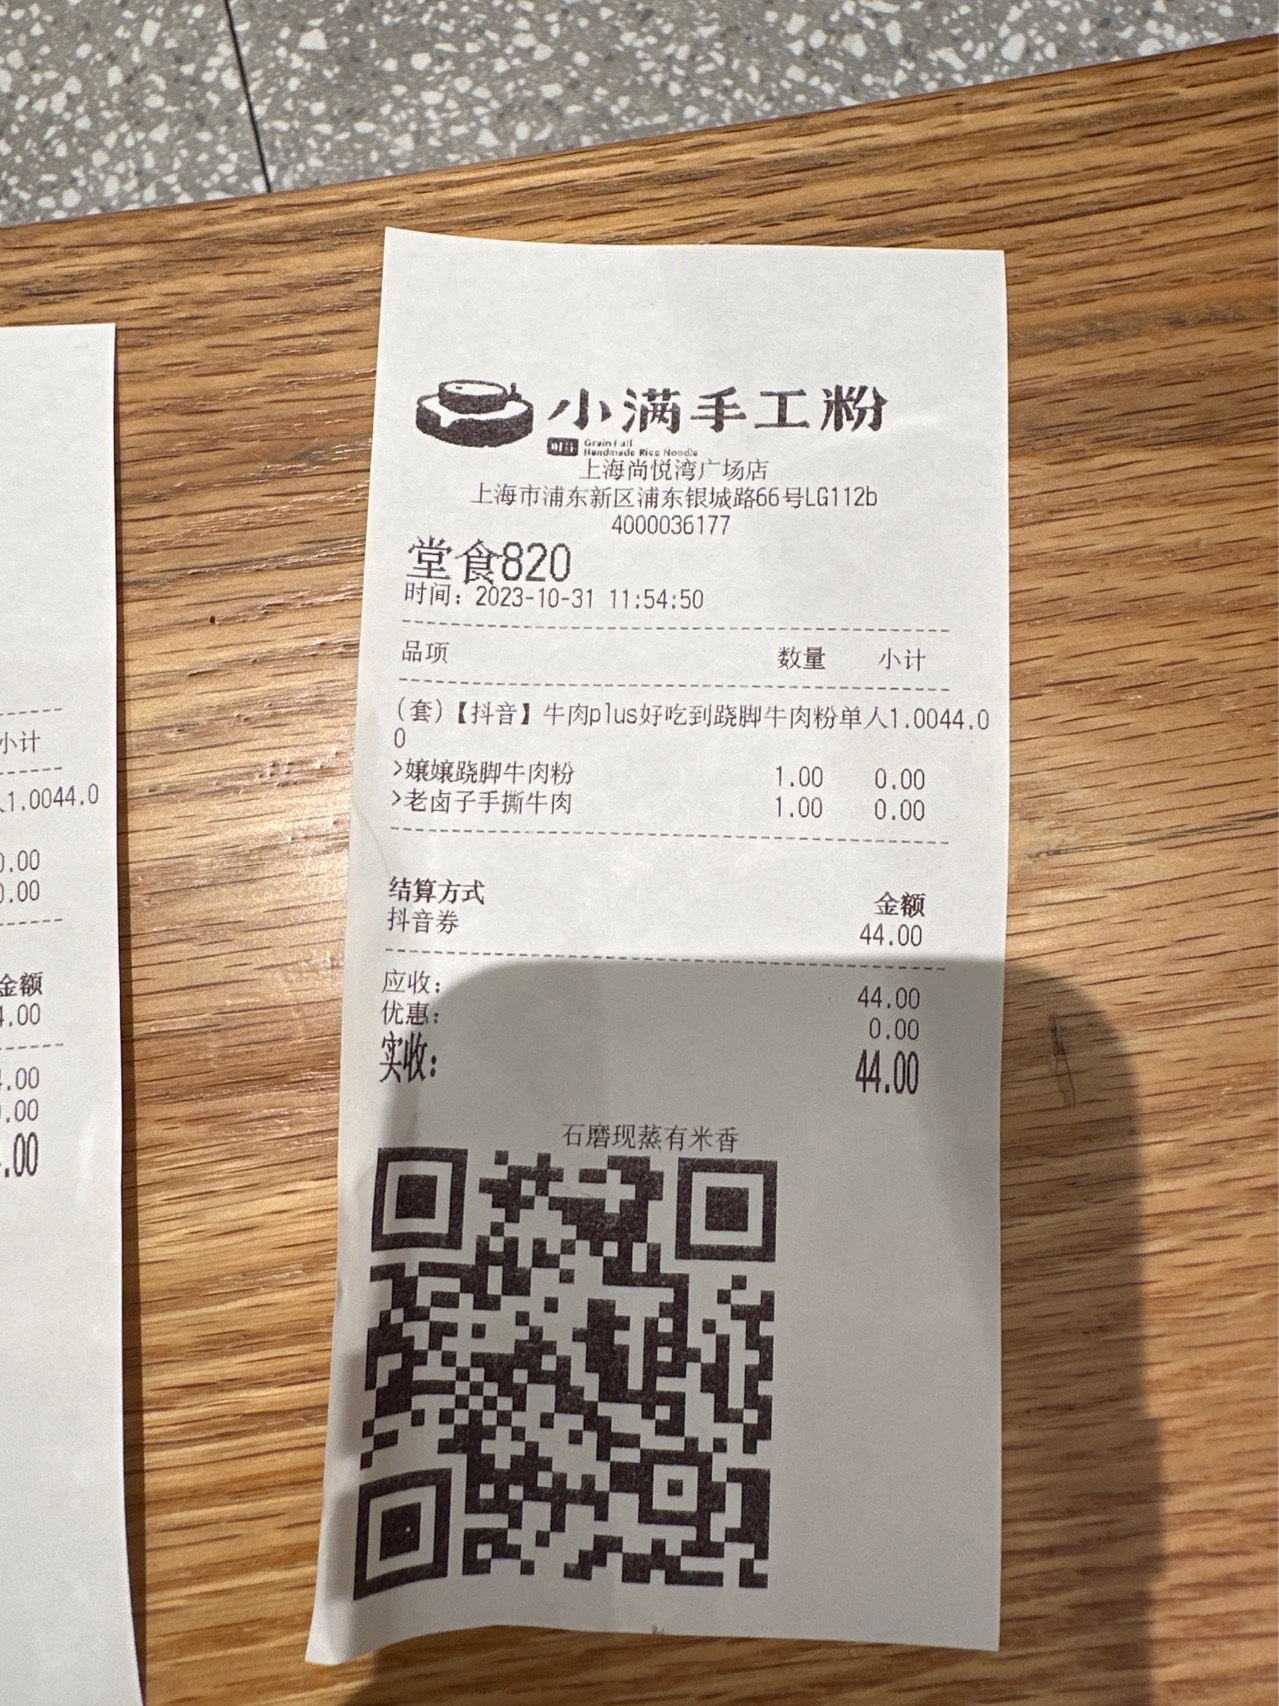 小满手工粉
Grain Full
Handmade Rice Noodle
上海尚悦湾广场店
上海市浦东新区浦东银城路66号LG112b
4000036177
堂食820
时间：2023-10-31 11:54:50
品项 数量 小计
（套）【抖音】牛肉plus好吃到跷脚牛肉粉单人1.0044.0
0
>嬢嬢跷脚牛肉粉 1.00 0.00
>老卤子手撕牛肉 1.00 0.00
结算方式 金额
抖音券 44.00
应收： 44.00
优惠： 0.00
实收： 44.00
石磨现蒸有米香
小计
1.0044.0
0.00
0.00
金额
4.00
.00
.00
.00